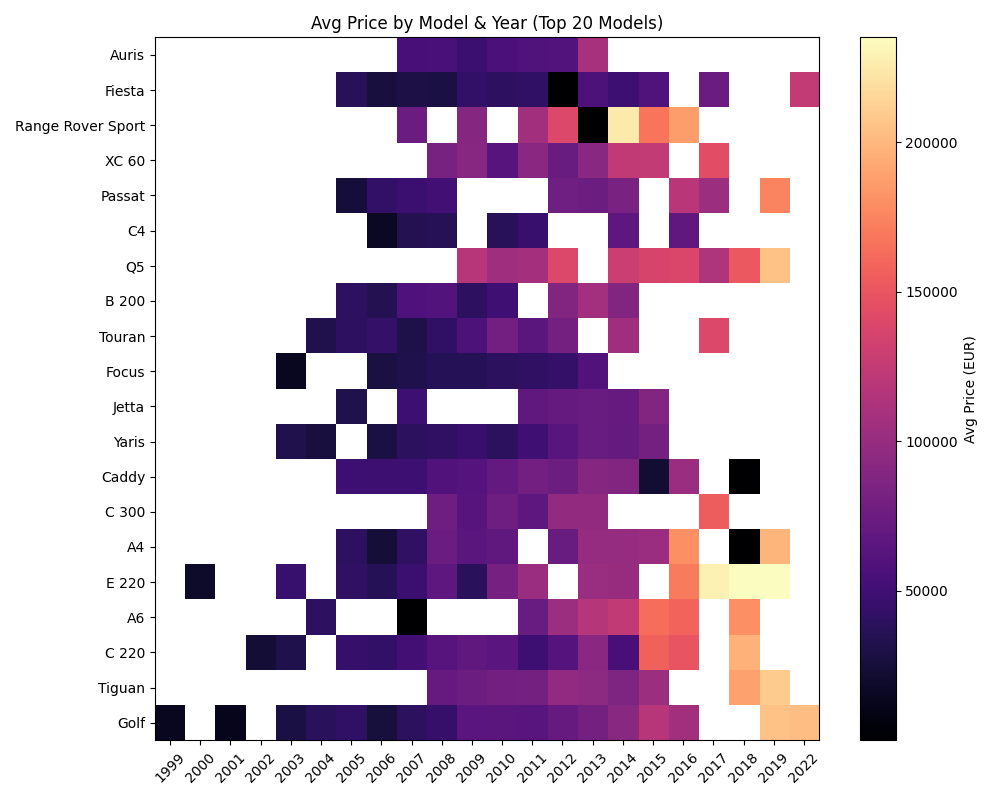 Avg Price by Model & Year (Top 20 Models)
Auris
Fiesta
Range Rover Sport
XC 60
Passat
C4
Q5
B 200
Touran
Focus
Jetta
Yaris
Caddy
C 300
A4
E 220
A6
C 220
Tiguan
Golf
1999 2000 2001 2002 2003 2004 2005 2006 2007 2008 2009 2010 2011 2012 2013 2014 2015 2016 2017 2018 2019 2022
200000
150000
100000
50000
Avg Price (EUR)